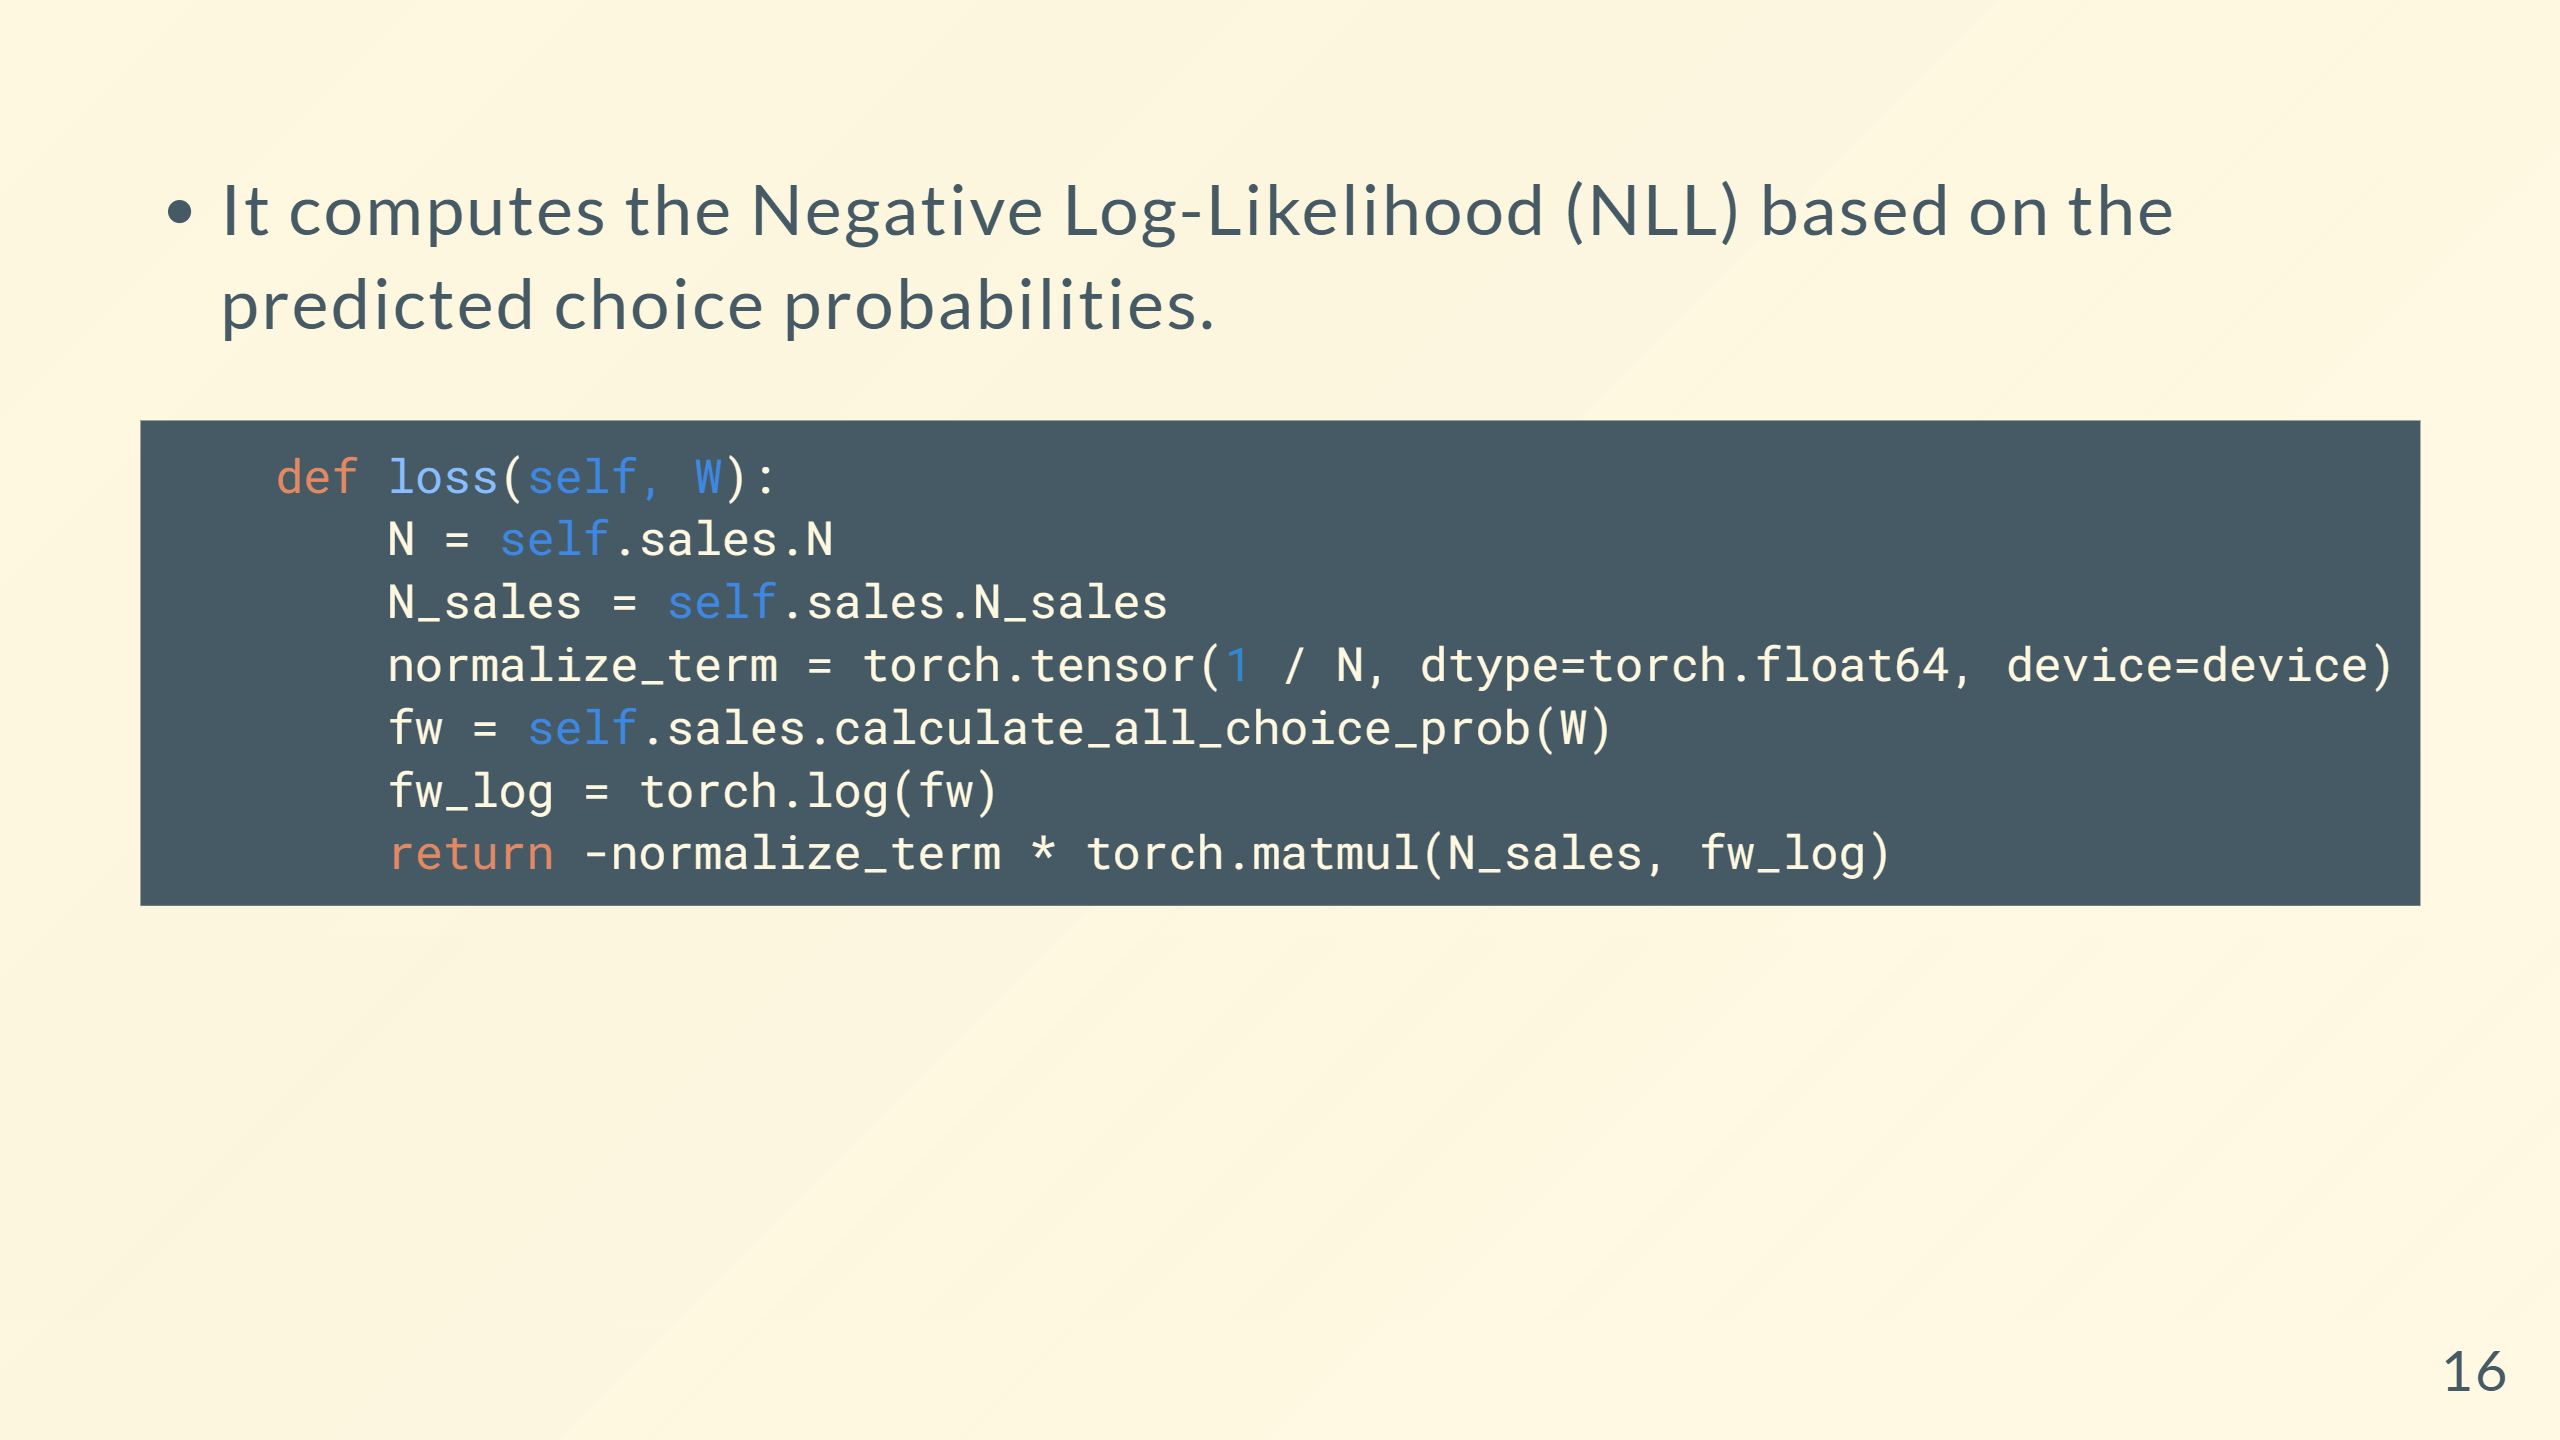 • It computes the Negative Log-Likelihood (NLL) based on the
predicted choice probabilities.
def loss(self, W):
    N = self.sales.N
    N_sales = self.sales.N_sales
    normalize_term = torch.tensor(1 / N, dtype=torch.float64, device=device)
    fw = self.sales.calculate_all_choice_prob(W)
    fw_log = torch.log(fw)
    return -normalize_term * torch.matmul(N_sales, fw_log)
16